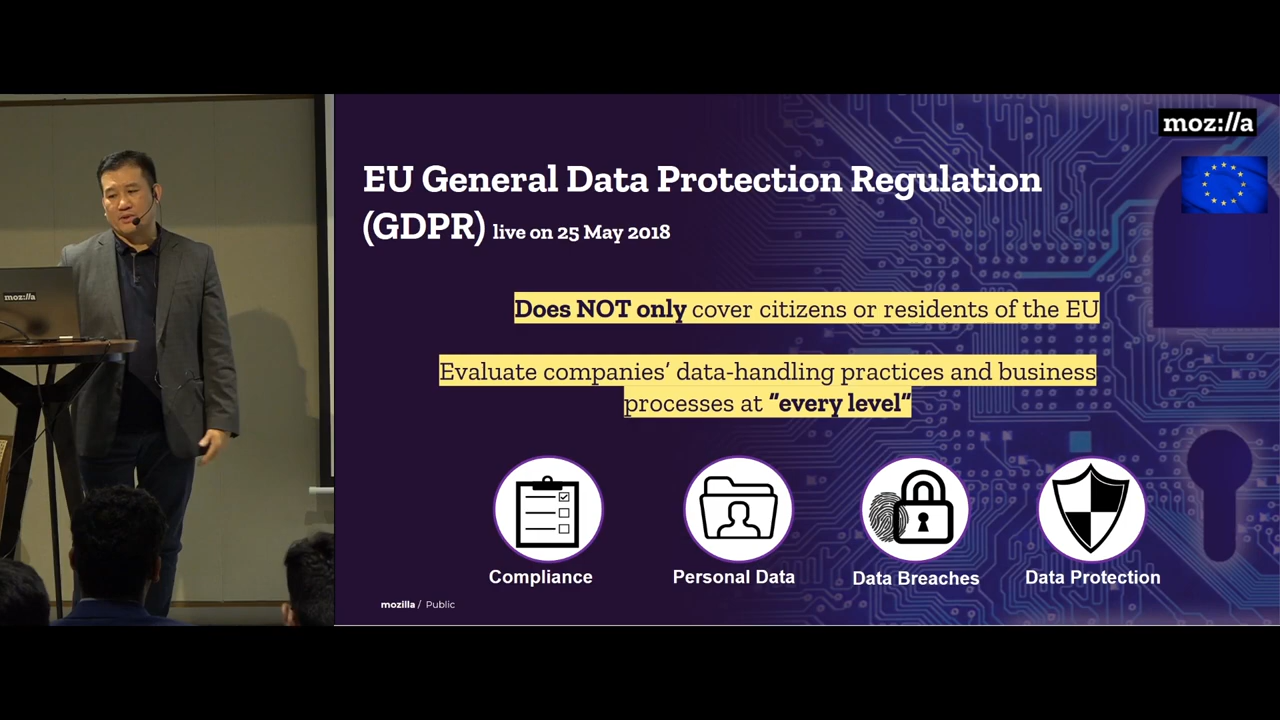 moz://a
EU General Data Protection Regulation
(GDPR) live on 25 May 2018
Does NOT only cover citizens or residents of the EU
Evaluate companies’ data-handling practices and business
processes at “every level“
Compliance
Personal Data
Data Breaches
Data Protection
mozilla / Public
moz://a